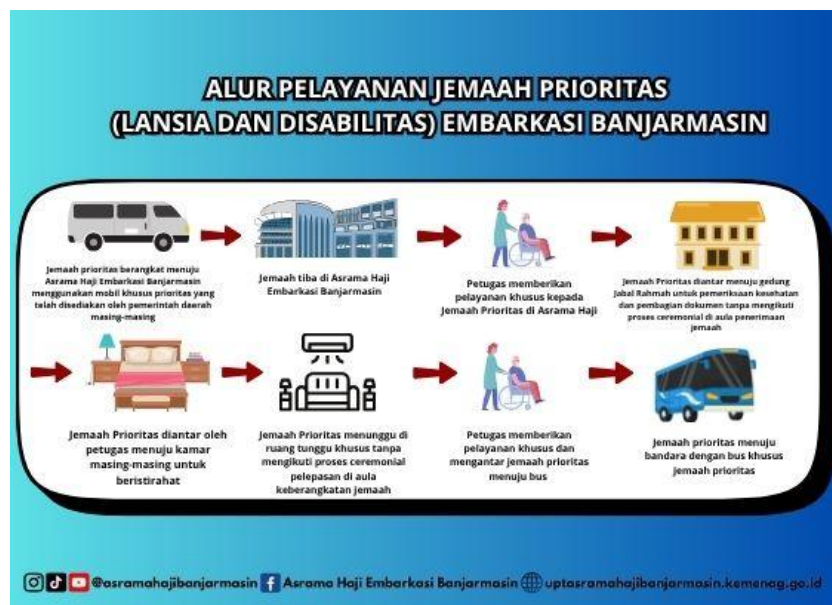 ALUR PELAYANAN JEMAAH PRIORITAS
(LANSIA DAN DISABILITAS) EMBARKASI BANJARMASIN
Jemaah prioritas berangkat menuju
Asrama Haji Embarkasi Banjarmasin
menggunakan mobil khusus prioritas yang
telah disediakan oleh pemerintah daerah
masing-masing
Jemaah tiba di Asrama Haji
Embarkasi Banjarmasin
Petugas memberikan
pelayanan khusus kepada
Jemaah Prioritas di Asrama Haji
Jemaah Prioritas diantar menuju gedung
Jabal Rahmah untuk pemeriksaan kesehatan
dan pembagian dokumen tanpa mengikuti
proses ceremonial di aula penerimaan
jemaah
Jemaah Prioritas diantar oleh
petugas menuju kamar
masing-masing untuk
beristirahat
Jemaah Prioritas menunggu di
ruang tunggu khusus tanpa
mengikuti proses ceremonial
pelepasan di aula
keberangkatan jemaah
Petugas memberikan
pelayanan khusus dan
mengantar jemaah prioritas
menuju bus
Jemaah prioritas menuju
bandara dengan bus khusus
jemaah prioritas
@asramahajibanjarmasin Asrama Haji Embarkasi Banjarmasin uptasramahajibanjarmasin.kemenag.go.id